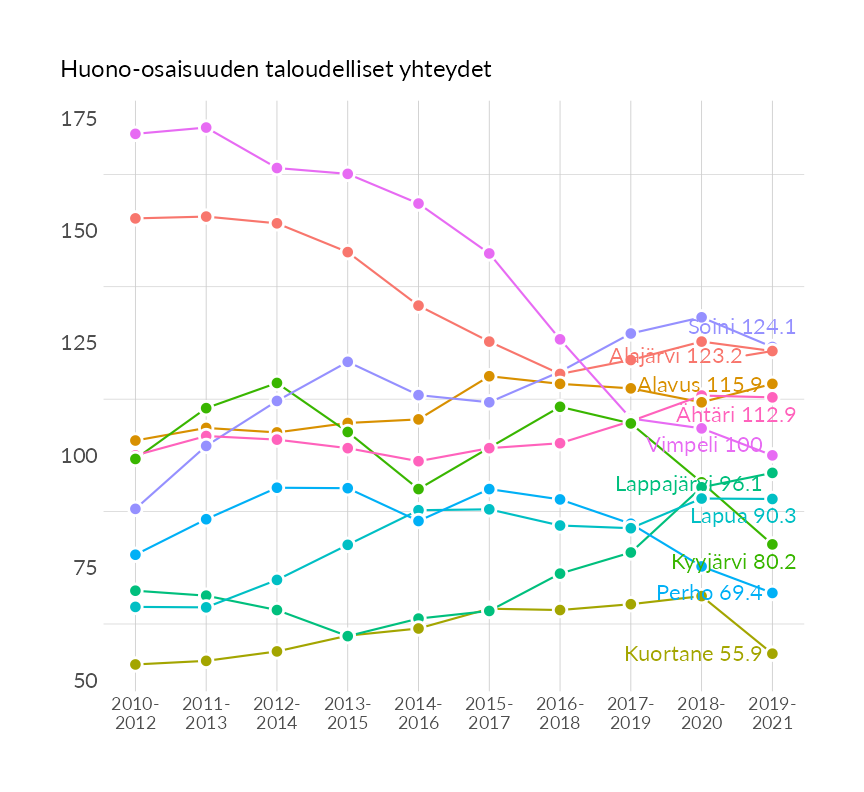 Huono-osaisuuden taloudelliset yhteydet
175
150
125
100
75
50
Soini 124.1
Alajärvi 123.2
Alavus 115.9
Ähtäri 112.9
Vimpeli 100
Lappajärvi 96.1
Lapua 90.3
Kyyjärvi 80.2
Perho 69.4
Kuortane 55.9
2010- 2011- 2012- 2013- 2014- 2015- 2016- 2017- 2018- 2019-
2012 2013 2014 2015 2016 2017 2018 2019 2020 2021